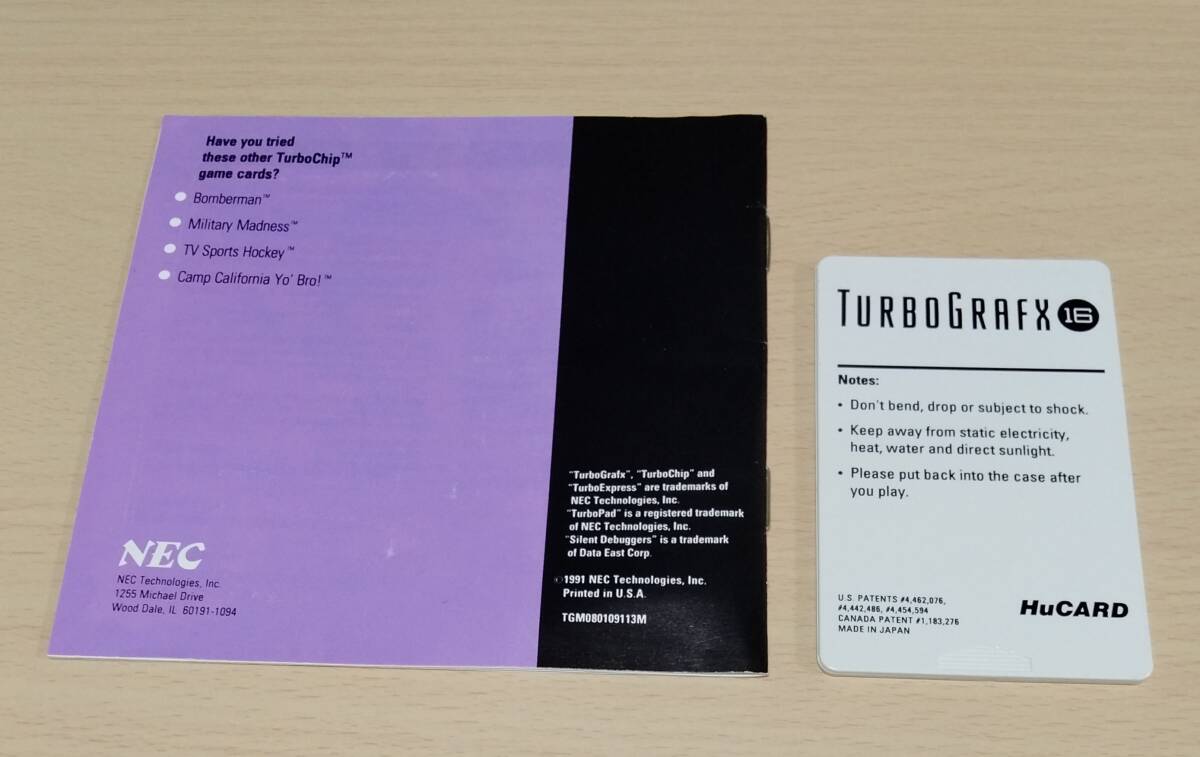 Have you tried
these other TurboChip™
game cards?
Bomberman™
Military Madness™
TV Sports Hockey™
Camp California Yo' Bro!™
NEC
NEC Technologies, Inc.
1255 Michael Drive
Wood Dale, IL 60191-1094
"TurboGrafx", "TurboChip" and
"TurboExpress" are trademarks of
NEC Technologies, Inc.
"TurboPad" is a registered trademark
of NEC Technologies, Inc.
"Silent Debuggers" is a trademark
of Data East Corp.
©1991 NEC Technologies, Inc.
Printed in U.S.A.
TGM080109113M
TURBOGRAFX 16
Notes:
• Don't bend, drop or subject to shock.
• Keep away from static electricity,
heat, water and direct sunlight.
• Please put back into the case after
you play.
U.S. PATENTS #4,462,076,
#4,442,486, #4,454,594
CANADA PATENT #1,183,276
MADE IN JAPAN
HuCARD